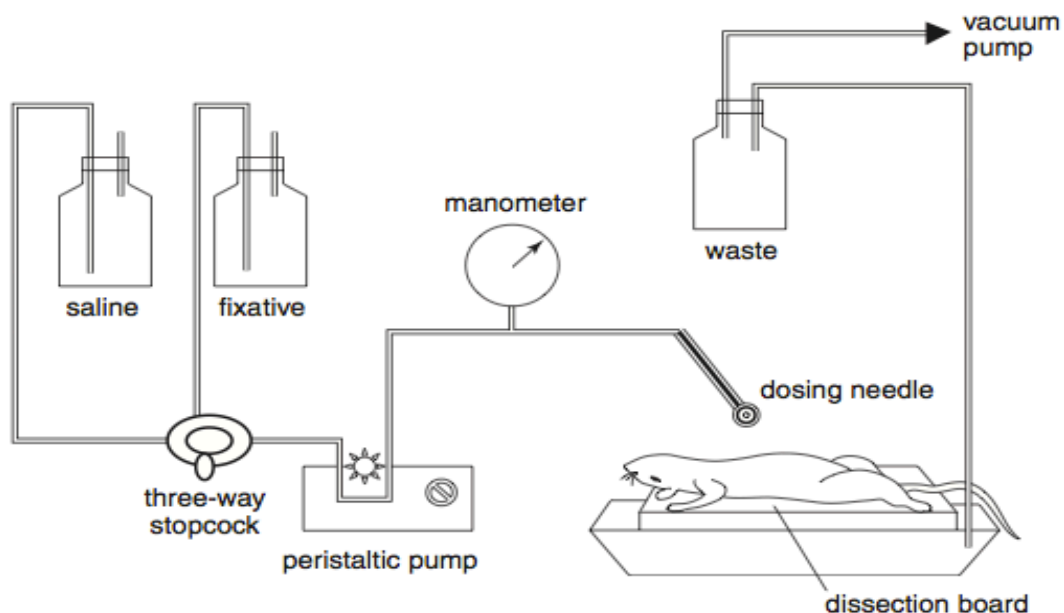 vacuum
pump
manometer
waste
saline
fixative
dosing needle
three-way
stopcock
peristaltic pump
dissection board